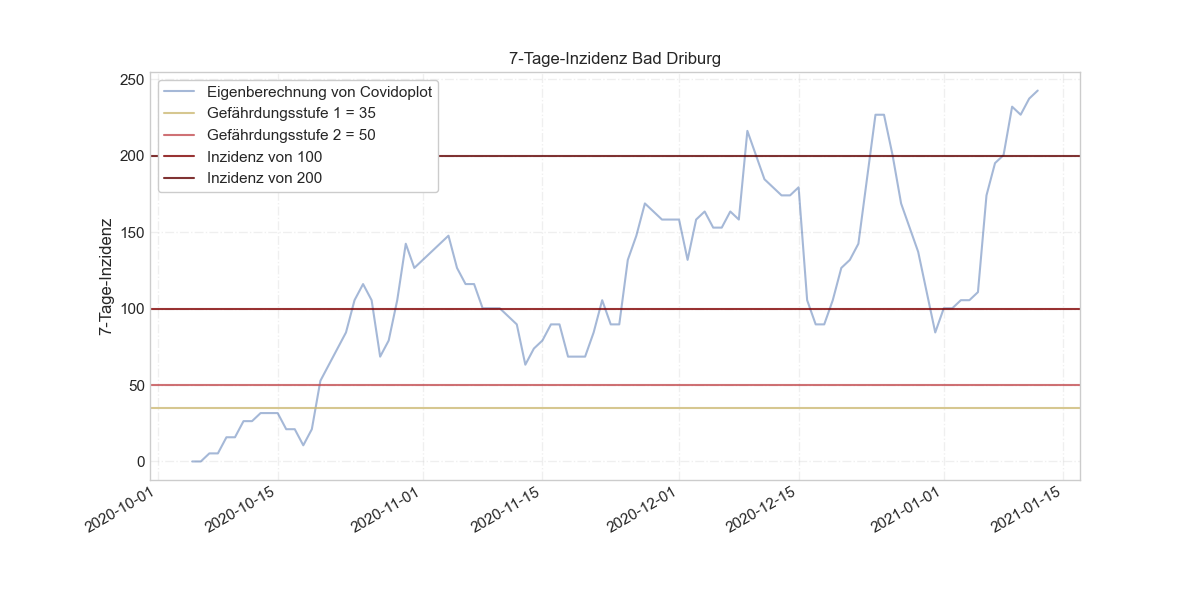 7-Tage-Inzidenz Bad Driburg
250
200
150
100
50
0
7-Tage-Inzidenz
Eigenberechnung von Covidoplot
Gefährdungsstufe 1 = 35
Gefährdungsstufe 2 = 50
Inzidenz von 100
Inzidenz von 200
2020-10-01
2020-10-15
2020-11-01
2020-11-15
2020-12-01
2020-12-15
2021-01-01
2021-01-15